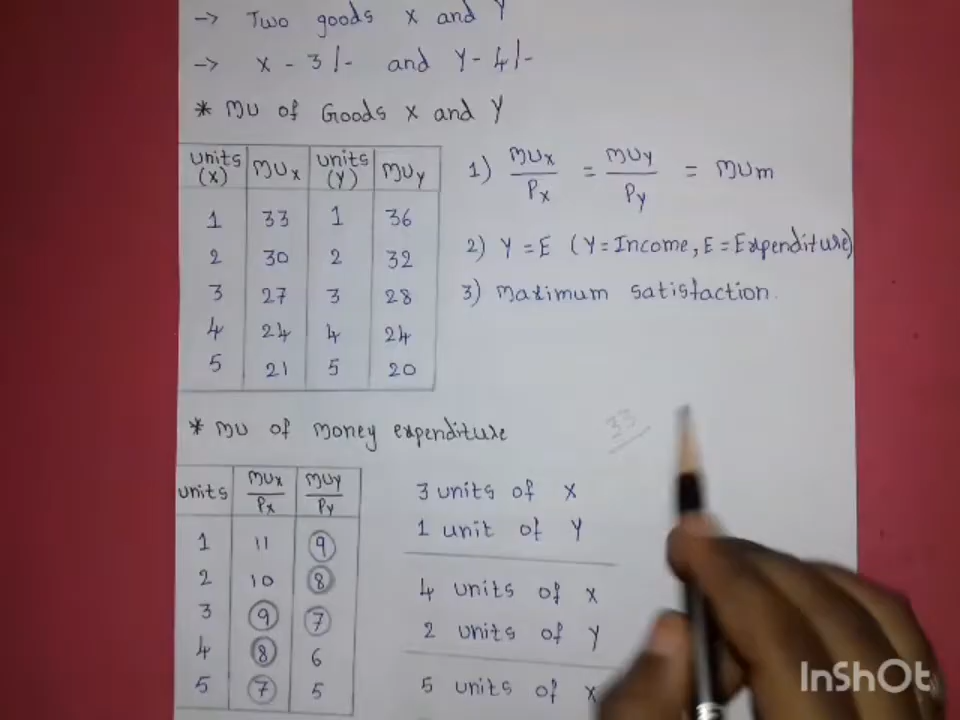 -> Two goods X and Y
-> X - 3/- and Y - 4/-
* MU of Goods X and Y
units (X) | MUx | units (Y) | MUy
1 | 33 | 1 | 36
2 | 30 | 2 | 32
3 | 27 | 3 | 28
4 | 24 | 4 | 24
5 | 21 | 5 | 20
1) MUx/Px = MUy/Py = MUm
2) Y = E (Y = Income, E = Expenditure)
3) Maximum satisfaction.
* MU of Money expenditure
33
units | MUx/Px | MUy/Py
1 | 11 | 9
2 | 10 | 8
3 | 9 | 7
4 | 8 | 6
5 | 7 | 5
3 units of X
1 unit of Y
4 units of X
2 units of Y
5 units of X
InShOt